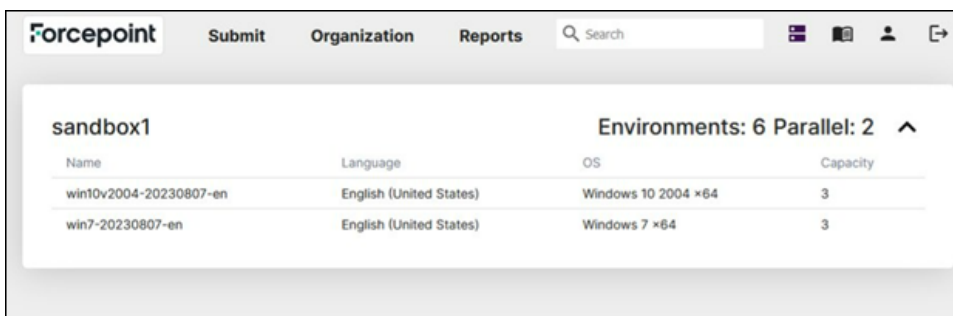 Forcepoint Submit Organization Reports Search
sandbox1 Environments: 6 Parallel: 2
Name Language OS Capacity
win10v2004-20230807-en English (United States) Windows 10 2004 ×64 3
win7-20230807-en English (United States) Windows 7 ×64 3